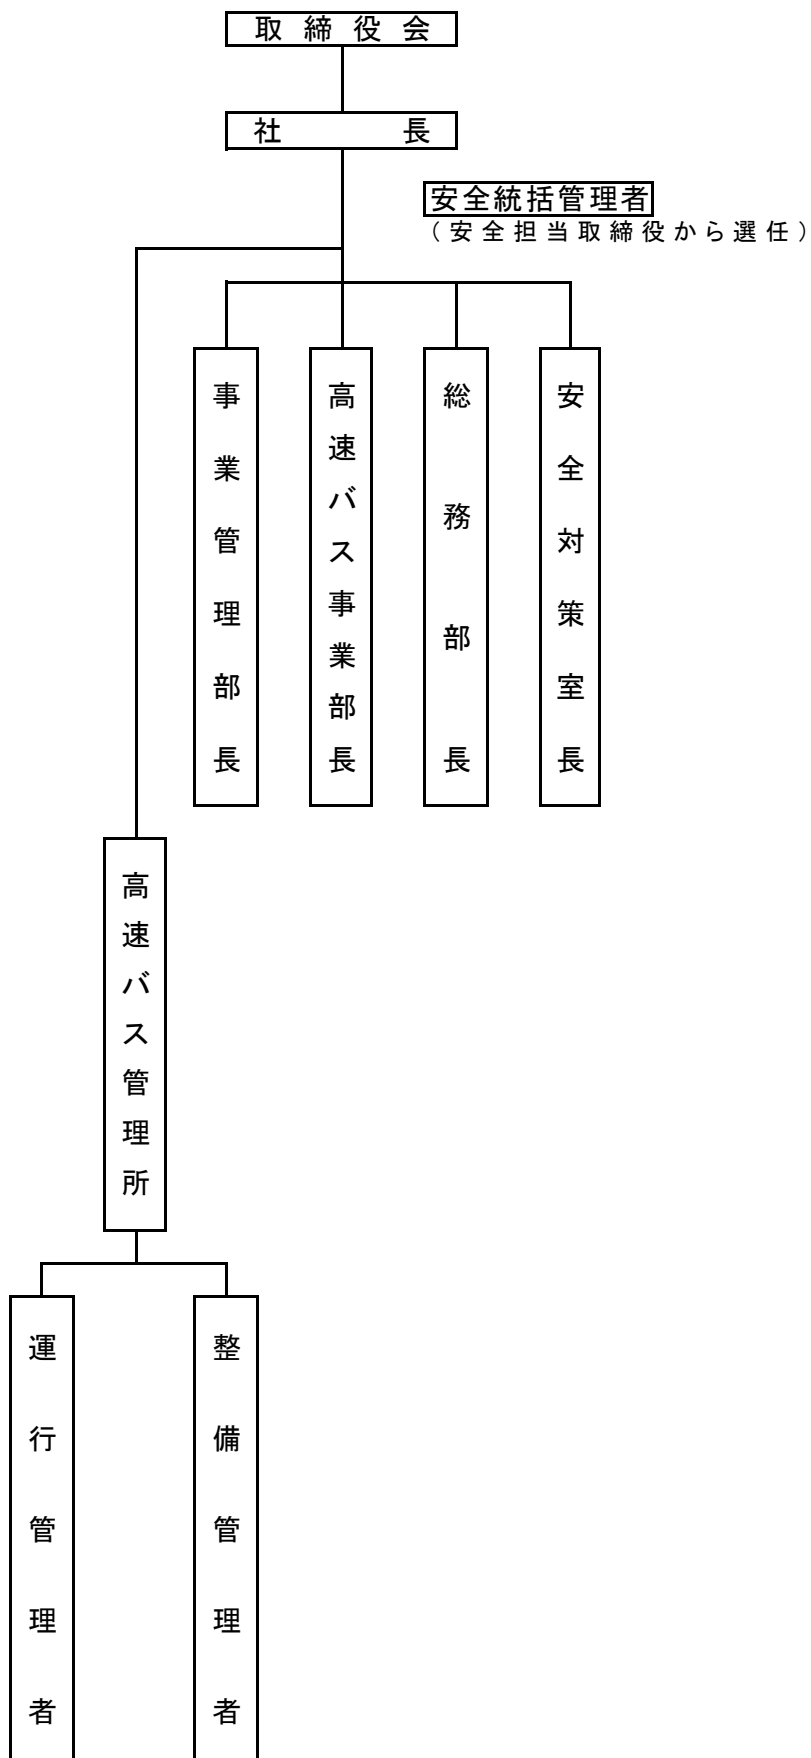 取締役会
社長
安全統括管理者
(安全担当取締役から選任)
事業管理部長
高速バス事業部長
総務部長
安全対策室長
高速バス管理所
運行管理者
整備管理者